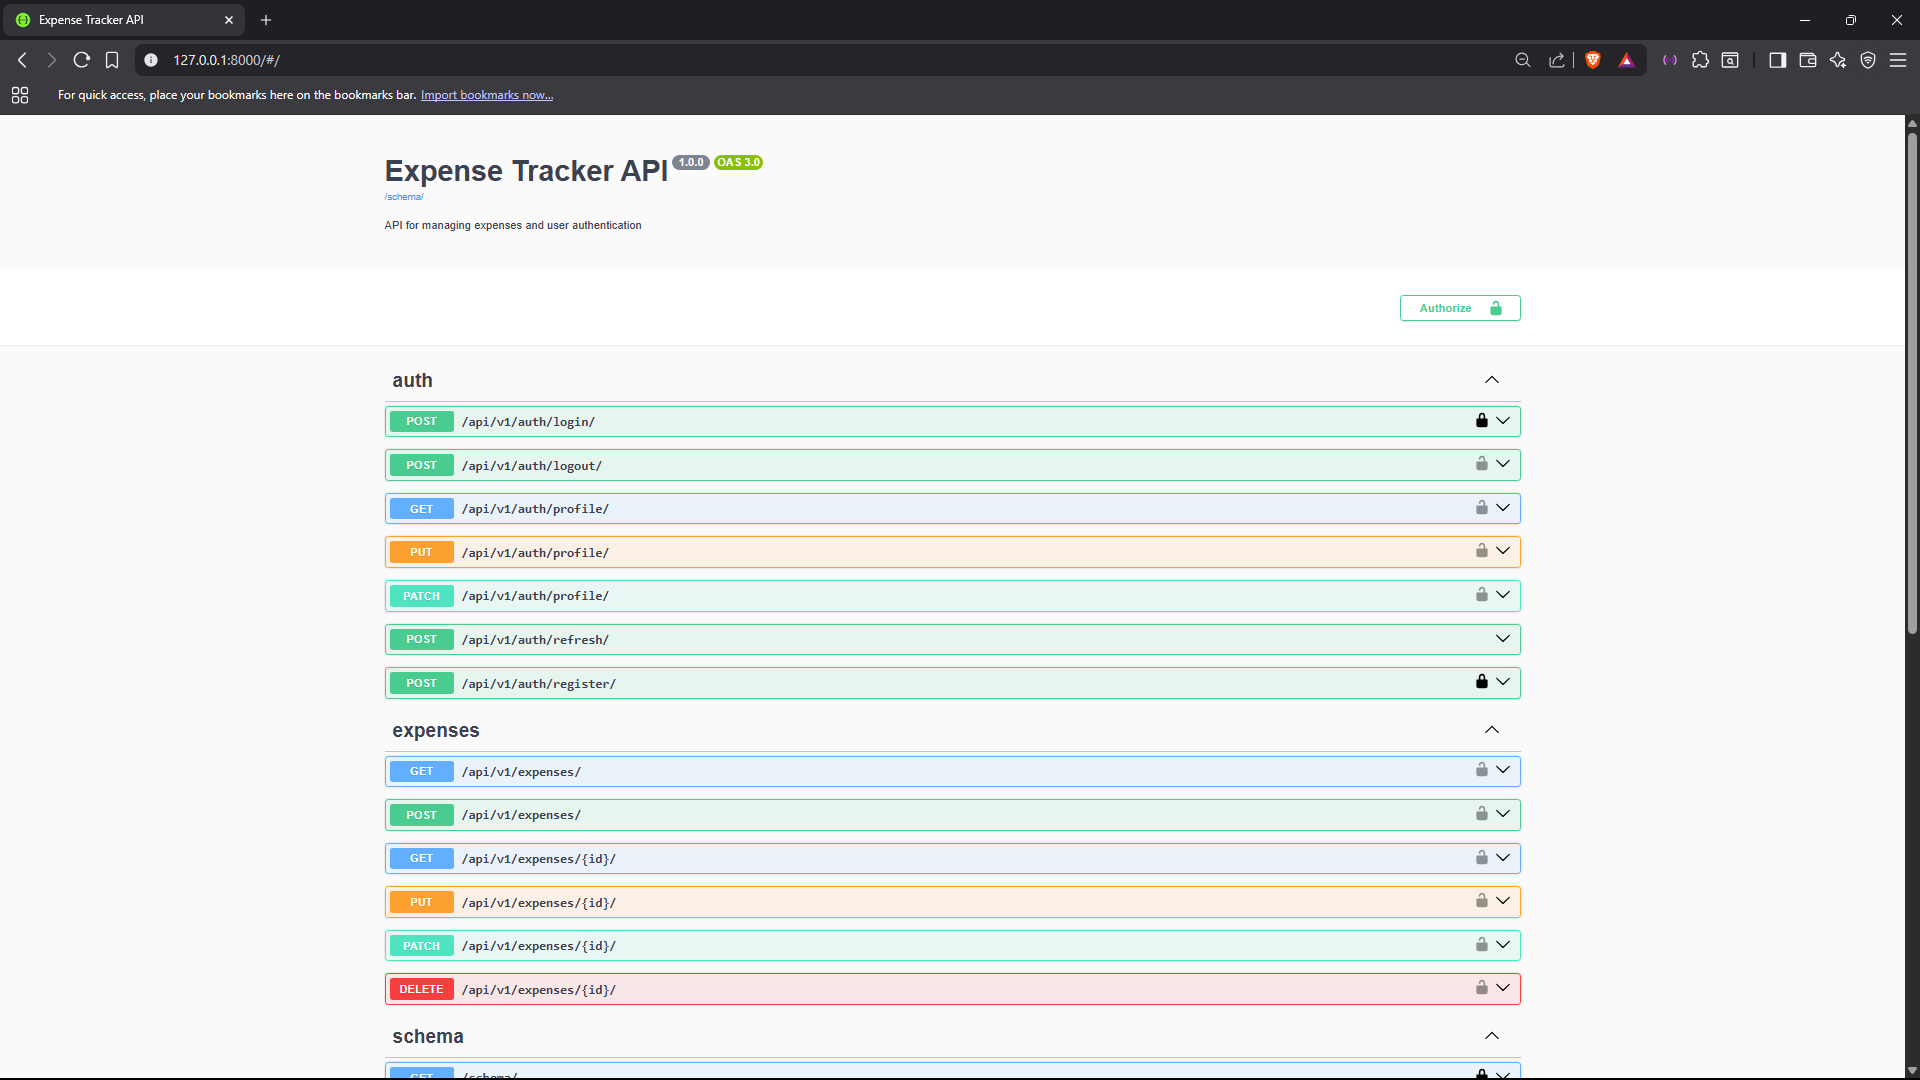 Expense Tracker API
127.0.0.1:8000/#/
For quick access, place your bookmarks here on the bookmarks bar. Import bookmarks now...
Expense Tracker API 1.0.0 OAS 3.0
/schema/
API for managing expenses and user authentication
Authorize
auth
POST /api/v1/auth/login/
POST /api/v1/auth/logout/
GET /api/v1/auth/profile/
PUT /api/v1/auth/profile/
PATCH /api/v1/auth/profile/
POST /api/v1/auth/refresh/
POST /api/v1/auth/register/
expenses
GET /api/v1/expenses/
POST /api/v1/expenses/
GET /api/v1/expenses/{id}/
PUT /api/v1/expenses/{id}/
PATCH /api/v1/expenses/{id}/
DELETE /api/v1/expenses/{id}/
schema
GET /schema/